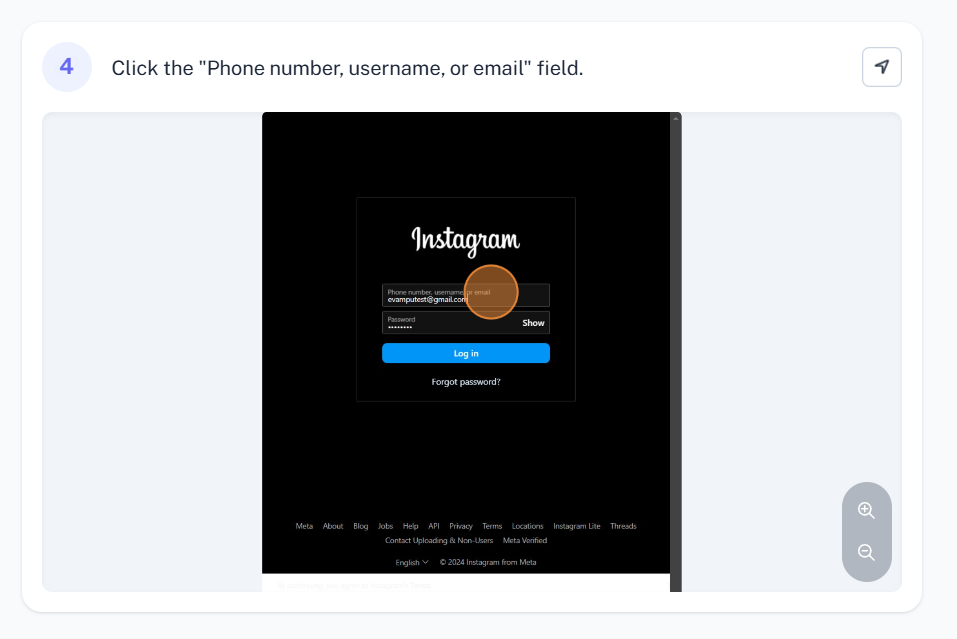 4
Click the "Phone number, username, or email" field.
Instagram
Phone number, username, or email
evamputest@gmail.com
Password
••••••••
Show
Log in
Forgot password?
Meta About Blog Jobs Help API Privacy Terms Locations Instagram Lite Threads
Contact Uploading & Non-Users Meta Verified
English © 2024 Instagram from Meta